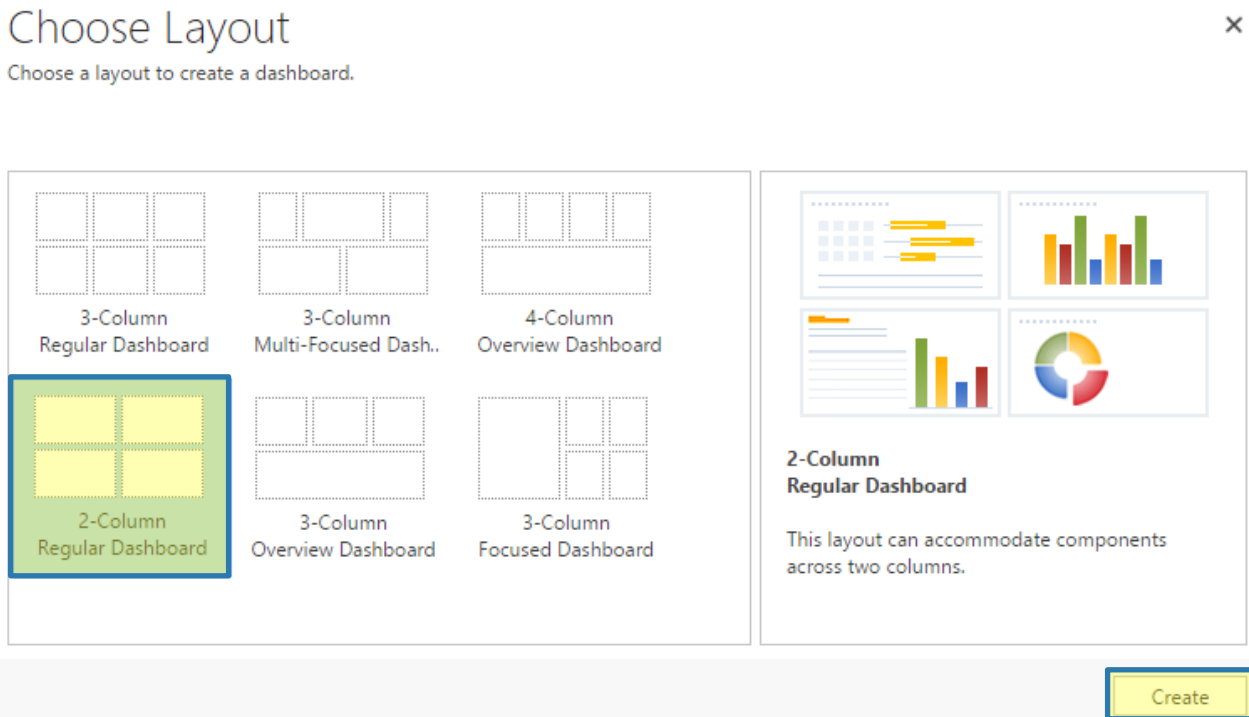 Choose Layout
Choose a layout to create a dashboard.
3-Column
Regular Dashboard
3-Column
Multi-Focused Dash..
4-Column
Overview Dashboard
2-Column
Regular Dashboard
3-Column
Overview Dashboard
3-Column
Focused Dashboard
2-Column
Regular Dashboard
This layout can accommodate components
across two columns.
Create